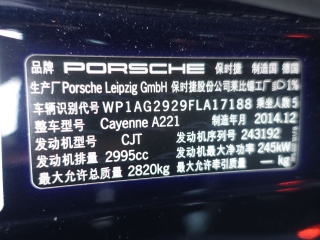 品牌 PORSCHE 保时捷 制造国 德国
生产厂 Porsche Leipzig GmbH 保时捷股份公司莱比锡工厂 1%
车辆识别代号 WP1AG2929FLA17188 乘坐人数 5
整车型号 Cayenne A221 制造年月 2014.12
发动机型号 CJT 发动机序列号 243192
发动机排量 2995cc 发动机最大净功率 245kW
最大允许总质量 2820kg — kg